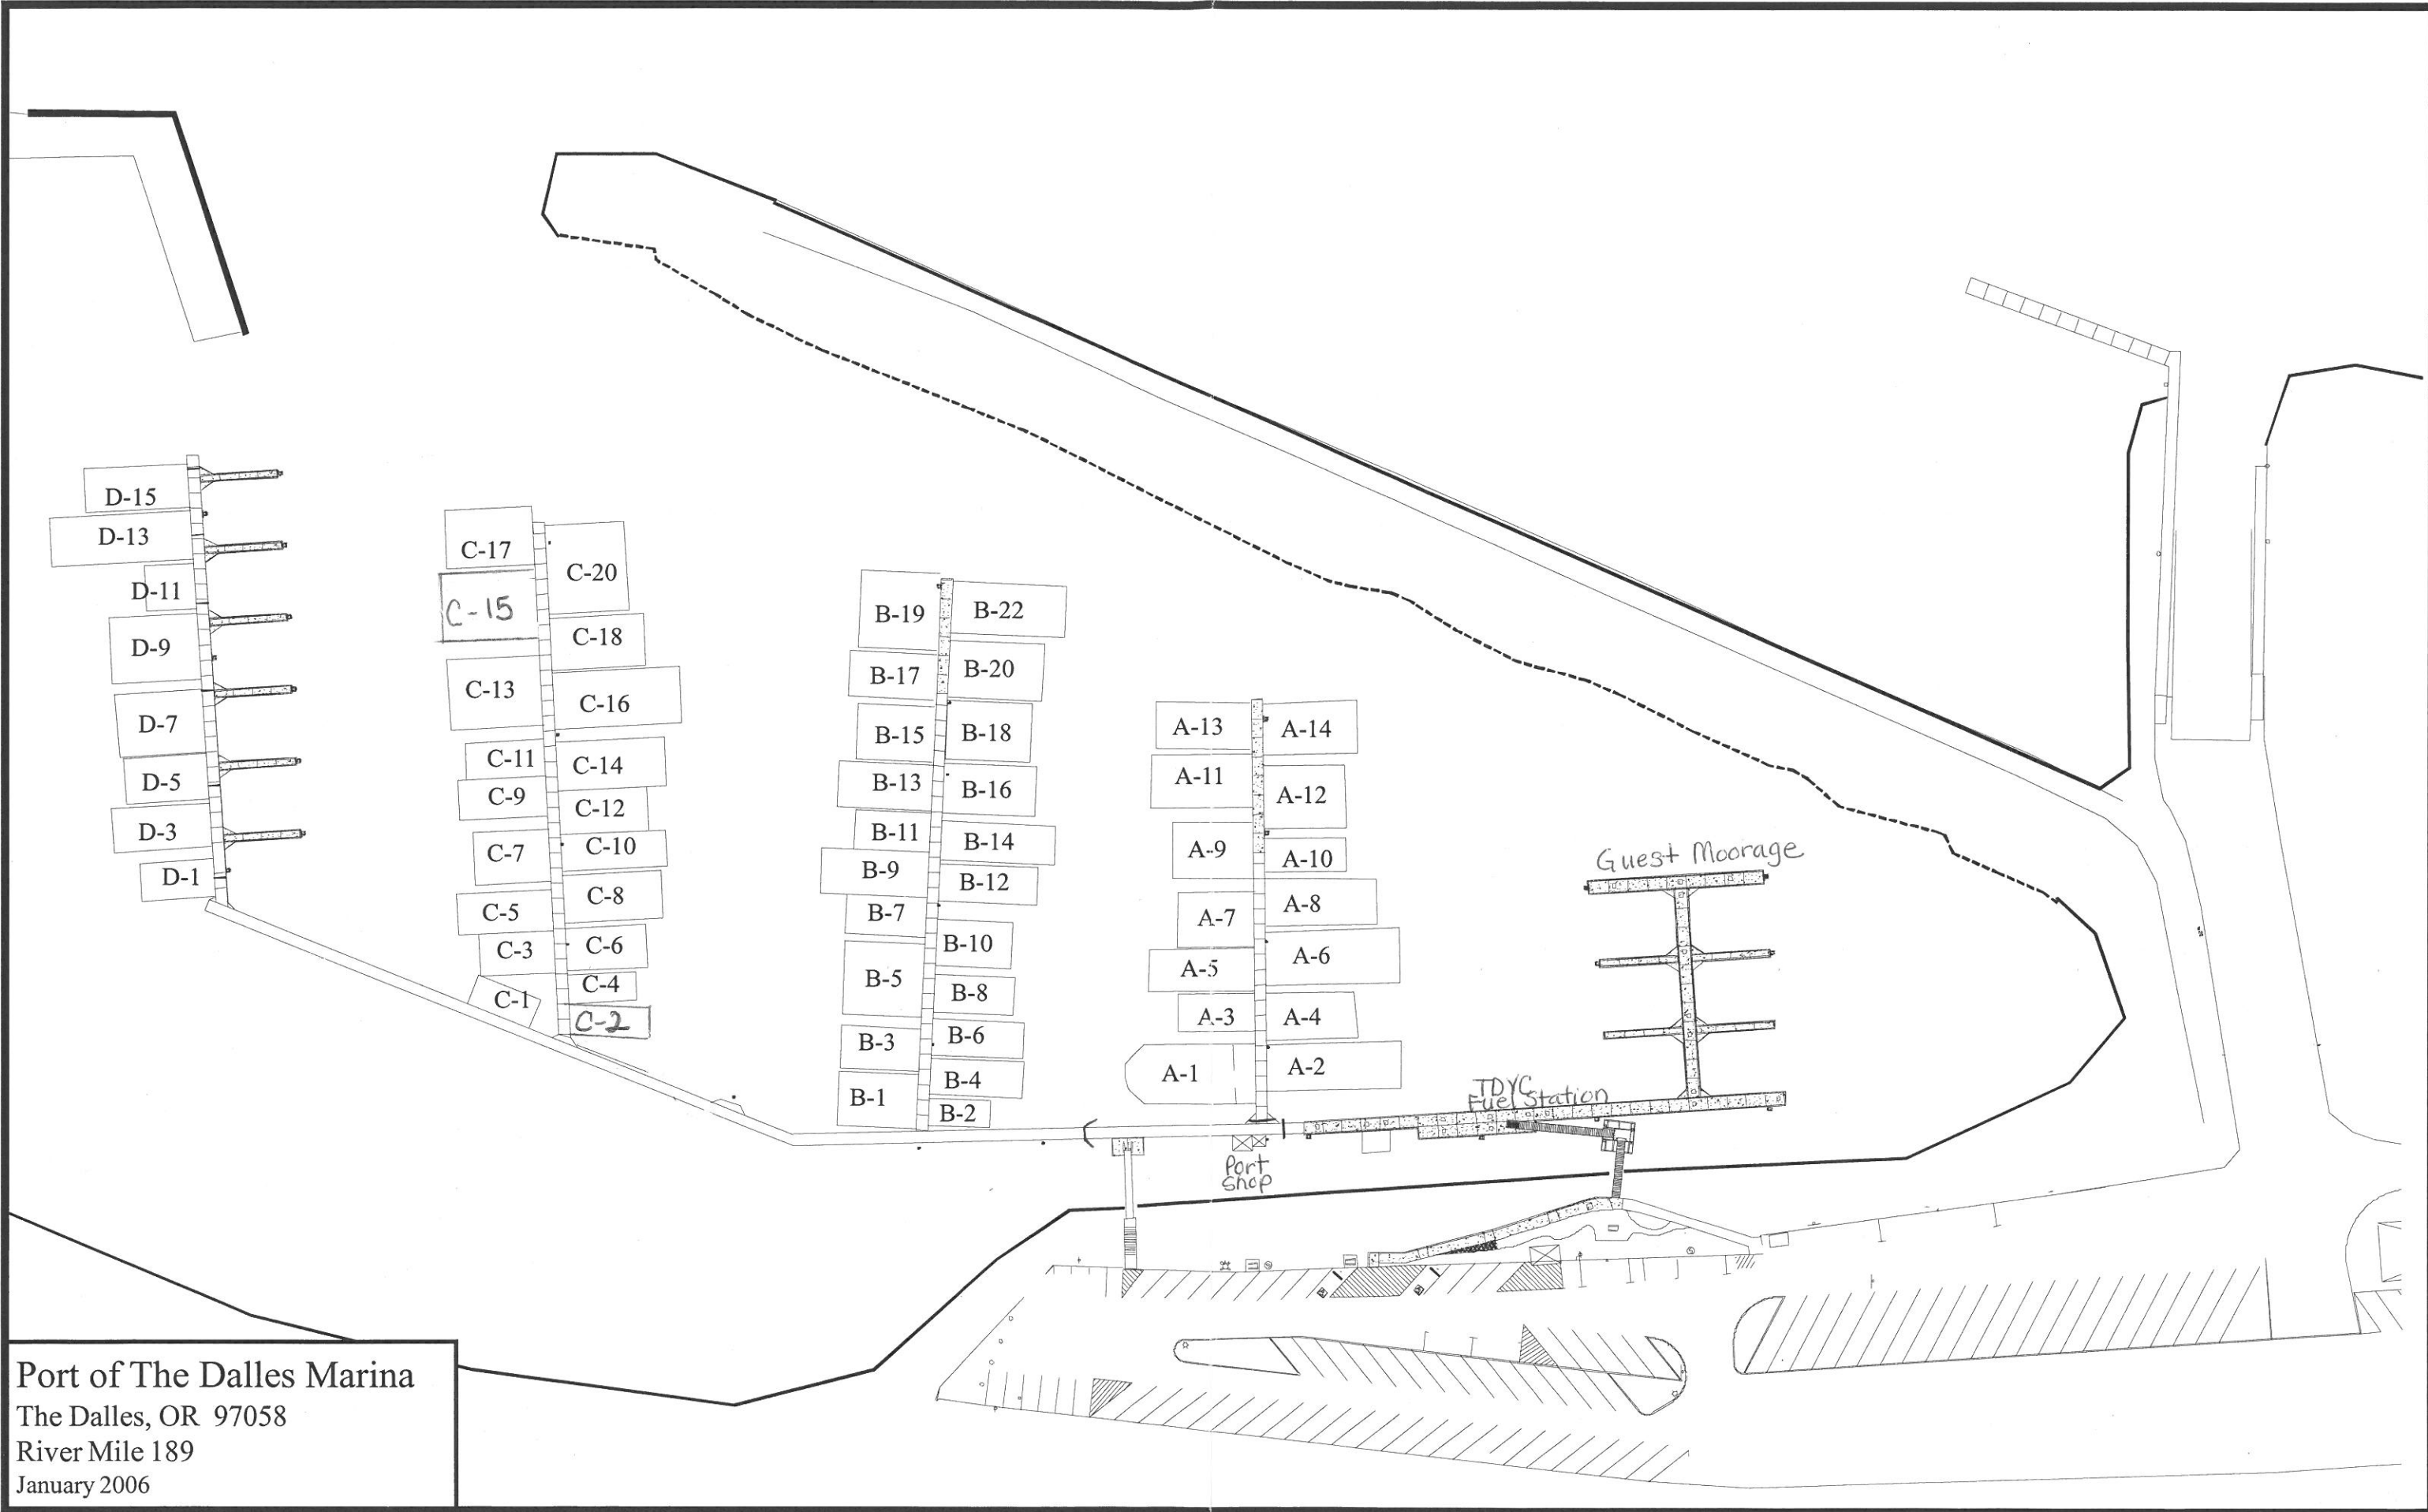 D-15
D-13
D-11
D-9
D-7
D-5
D-3
D-1
C-17
C-15
C-13
C-11
C-9
C-7
C-5
C-3
C-1
C-20
C-18
C-16
C-14
C-12
C-10
C-8
C-6
C-4
C-2
B-19
B-17
B-15
B-13
B-11
B-9
B-7
B-5
B-3
B-1
B-22
B-20
B-18
B-16
B-14
B-12
B-10
B-8
B-6
B-4
B-2
A-13
A-11
A-9
A-7
A-5
A-3
A-1
A-14
A-12
A-10
A-8
A-6
A-4
A-2
Guest Moorage
TDYC
Fuel Station
Port
Shop
Port of The Dalles Marina
The Dalles, OR 97058
River Mile 189
January 2006